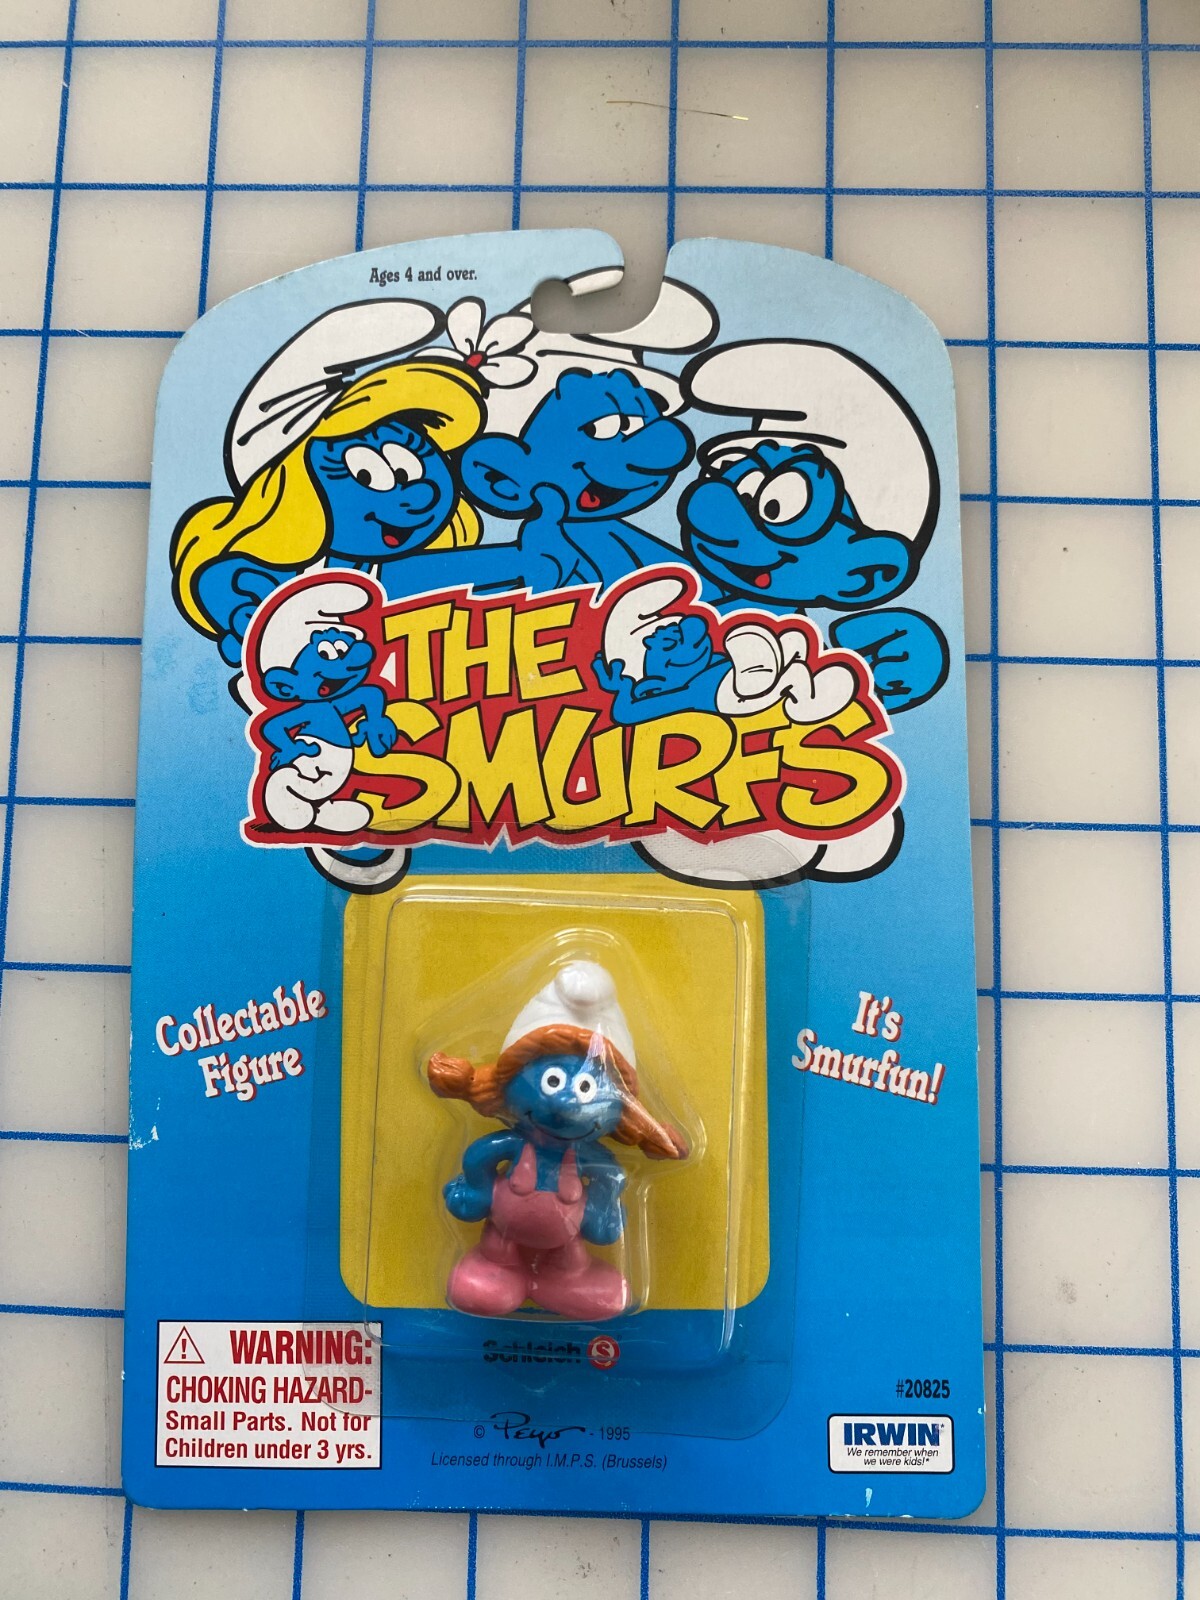 Ages 4 and over.
THE
SMURFS
Collectable
Figure
It's
Smurfun!
Schleich S
⚠ WARNING:
CHOKING HAZARD-
Small Parts. Not for
Children under 3 yrs.
© Peyo - 1995
Licensed through I.M.P.S. (Brussels)
#20825
IRWIN*
We remember when
we were kids!*